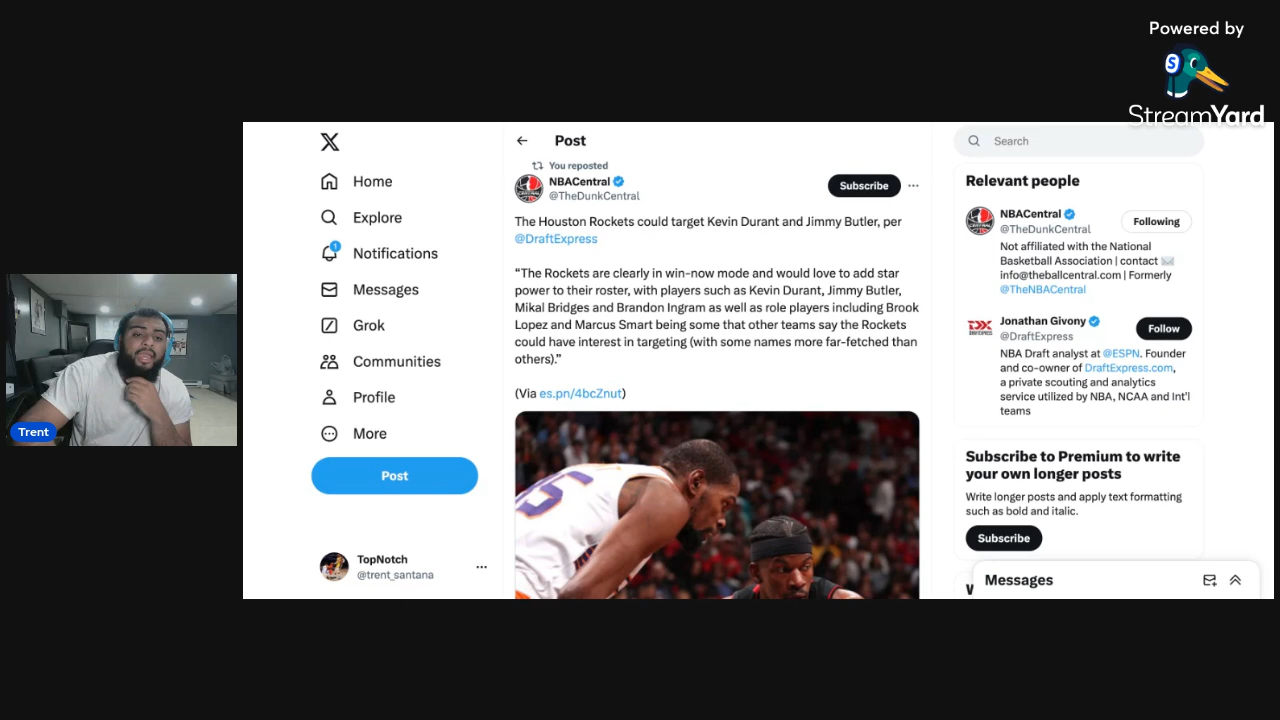 Powered by
StreamYard
Trent
X
Home
Explore
1
Notifications
Messages
Grok
Communities
Profile
More
Post
TopNotch
@trent_santana
Post
You reposted
NBACentral
@TheDunkCentral
Subscribe
The Houston Rockets could target Kevin Durant and Jimmy Butler, per
@DraftExpress
“The Rockets are clearly in win-now mode and would love to add star
power to their roster, with players such as Kevin Durant, Jimmy Butler,
Mikal Bridges and Brandon Ingram as well as role players including Brook
Lopez and Marcus Smart being some that other teams say the Rockets
could have interest in targeting (with some names more far-fetched than
others).”
(Via es.pn/4bcZnut)
Search
Relevant people
NBACentral
@TheDunkCentral
Following
Not affiliated with the National
Basketball Association | contact
info@theballcentral.com | Formerly
@TheNBACentral
Jonathan Givony
@DraftExpress
Follow
NBA Draft analyst at @ESPN. Founder
and co-owner of DraftExpress.com,
a private scouting and analytics
service utilized by NBA, NCAA and Int'l
teams
Subscribe to Premium to write
your own longer posts
Write longer posts and apply text formatting
such as bold and italic.
Subscribe
Messages